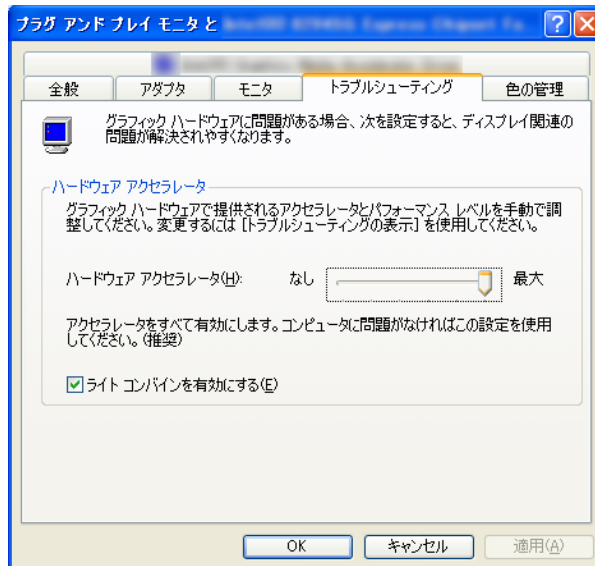 プラグ アンド プレイ モニタ と
全般
アダプタ
モニタ
トラブルシューティング
色の管理
グラフィック ハードウェアに問題がある場合、次を設定すると、ディスプレイ関連の
問題が解決されやすくなります。
ハードウェア アクセラレータ
グラフィック ハードウェアで提供されるアクセラレータとパフォーマンス レベルを手動で調
整してください。変更するには [トラブルシューティングの表示] を使用してください。
ハードウェア アクセラレータ(H):
なし
最大
アクセラレータをすべて有効にします。コンピュータに問題がなければこの設定を使用
してください。(推奨)
ライト コンバインを有効にする(E)
OK
キャンセル
適用(A)